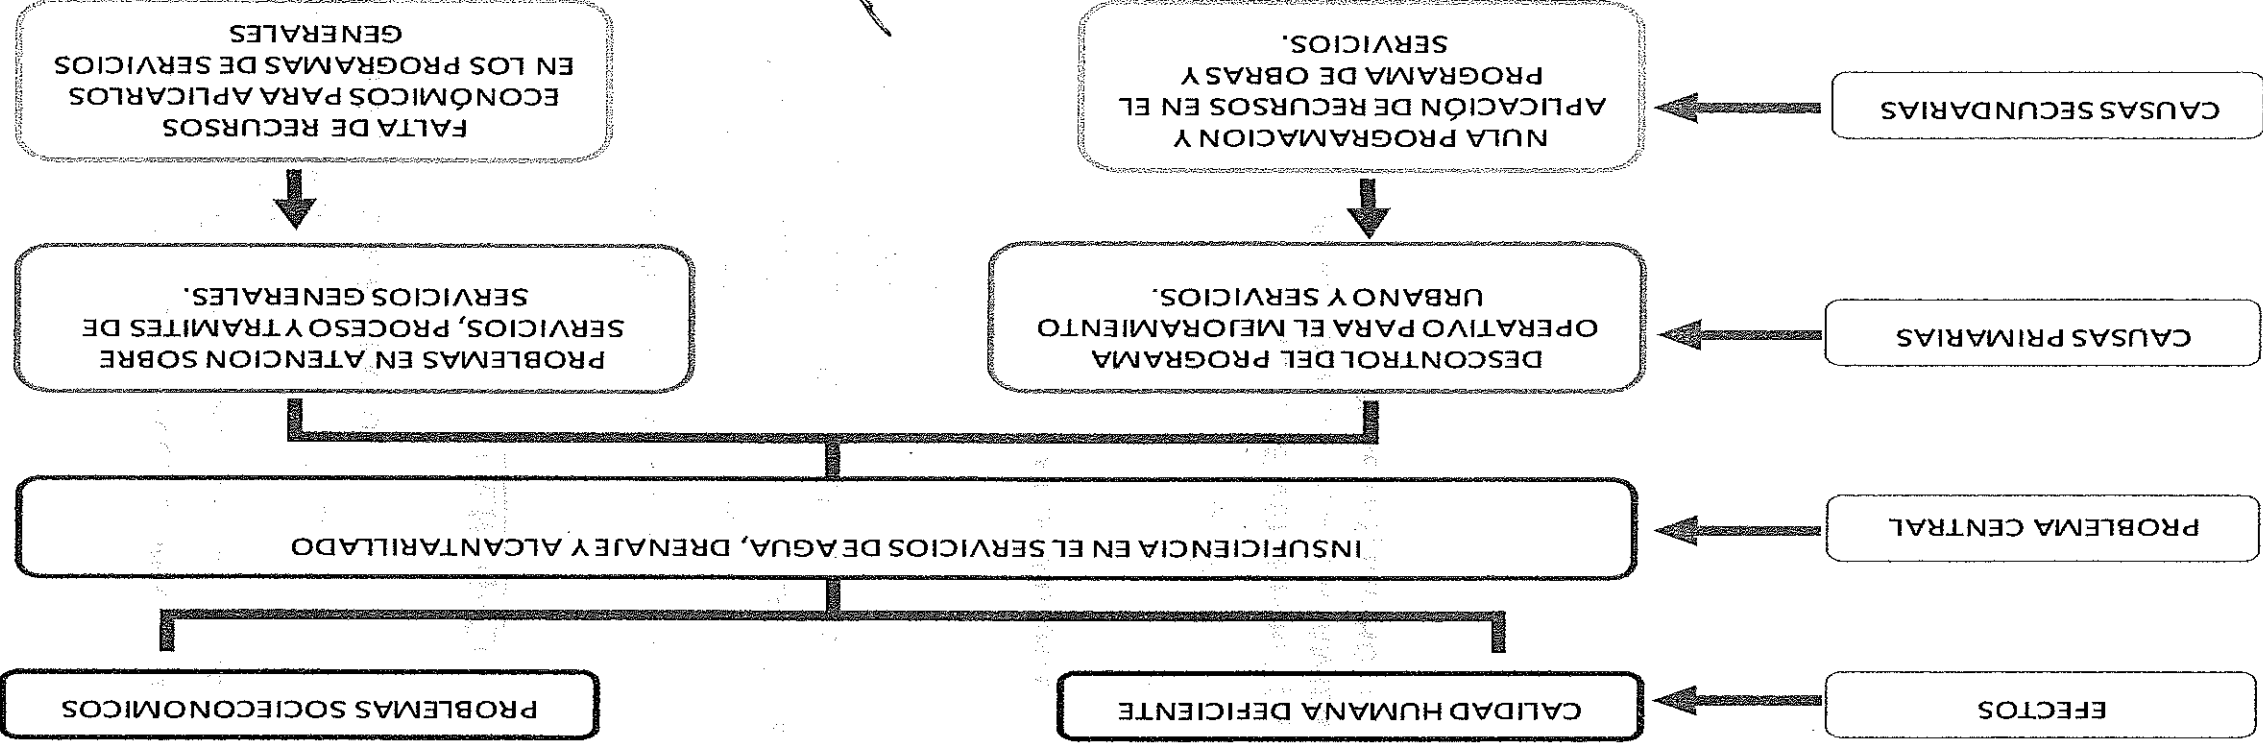 EFECTOS
CALIDAD HUMANA DEFICIENTE
PROBLEMAS SOCIECONOMICOS
PROBLEMA CENTRAL
INSUFICIENCIA EN EL SERVICIOS DE AGUA, DRENAJE Y ALCANTARILLADO
CAUSAS PRIMARIAS
DESCONTROL DEL PROGRAMA
OPERATIVO PARA EL MEJORAMIENTO
URBANO Y SERVICIOS.
PROBLEMAS EN ATENCION SOBRE
SERVICIOS, PROCESO Y TRAMITES DE
SERVICIOS GENERALES.
CAUSAS SECUNDARIAS
NULA PROGRAMACION Y
APLICACIÓN DE RECURSOS EN EL
PROGRAMA DE OBRAS Y
SERVICIOS.
FALTA DE RECURSOS
ECONÓMICOS PARA APLICARLOS
EN LOS PROGRAMAS DE SERVICIOS
GENERALES